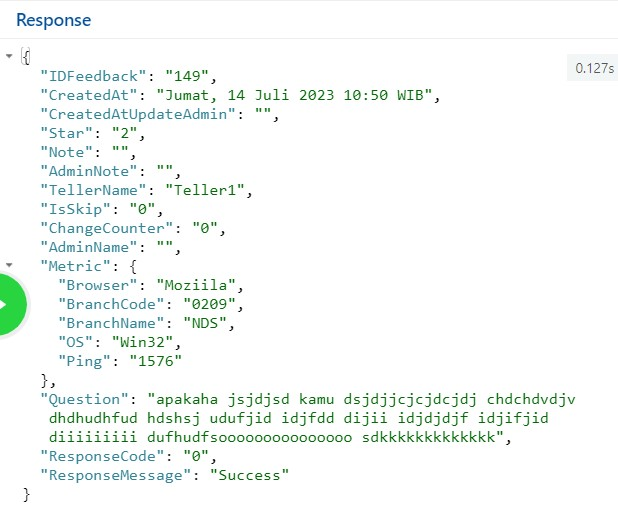 Response
{
0.127s
"IDFeedback": "149",
"CreatedAt": "Jumat, 14 Juli 2023 10:50 WIB",
"CreatedAtUpdateAdmin": "",
"Star": "2",
"Note": "",
"AdminNote": "",
"TellerName": "Teller1",
"IsSkip": "0",
"ChangeCounter": "0",
"AdminName": "",
"Metric": {
"Browser": "Moziila",
"BranchCode": "0209",
"BranchName": "NDS",
"OS": "Win32",
"Ping": "1576"
},
"Question": "apakaha jsjdjsd kamu dsjdjjcjcjdcjdj chdchdvdjv
dhdhudhfud hdshsj udufjid idjfdd dijii idjdjdjf idjifjid
diiiiiiiii dufhudfsooooooooooooooo sdkkkkkkkkkkkkk",
"ResponseCode": "0",
"ResponseMessage": "Success"
}